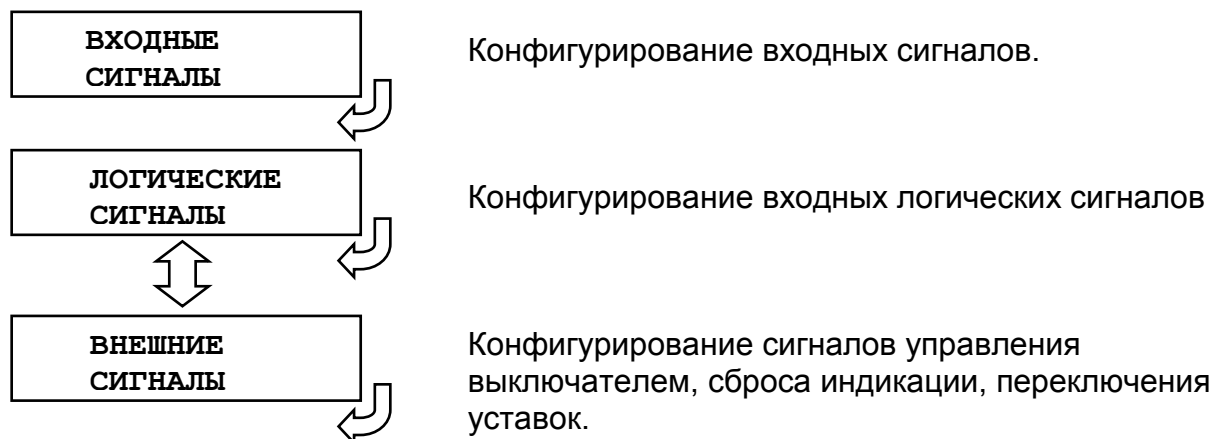 ВХОДНЫЕ
СИГНАЛЫ
Конфигурирование входных сигналов.
ЛОГИЧЕСКИЕ
СИГНАЛЫ
Конфигурирование входных логических сигналов
ВНЕШНИЕ
СИГНАЛЫ
Конфигурирование сигналов управления
выключателем, сброса индикации, переключения
уставок.